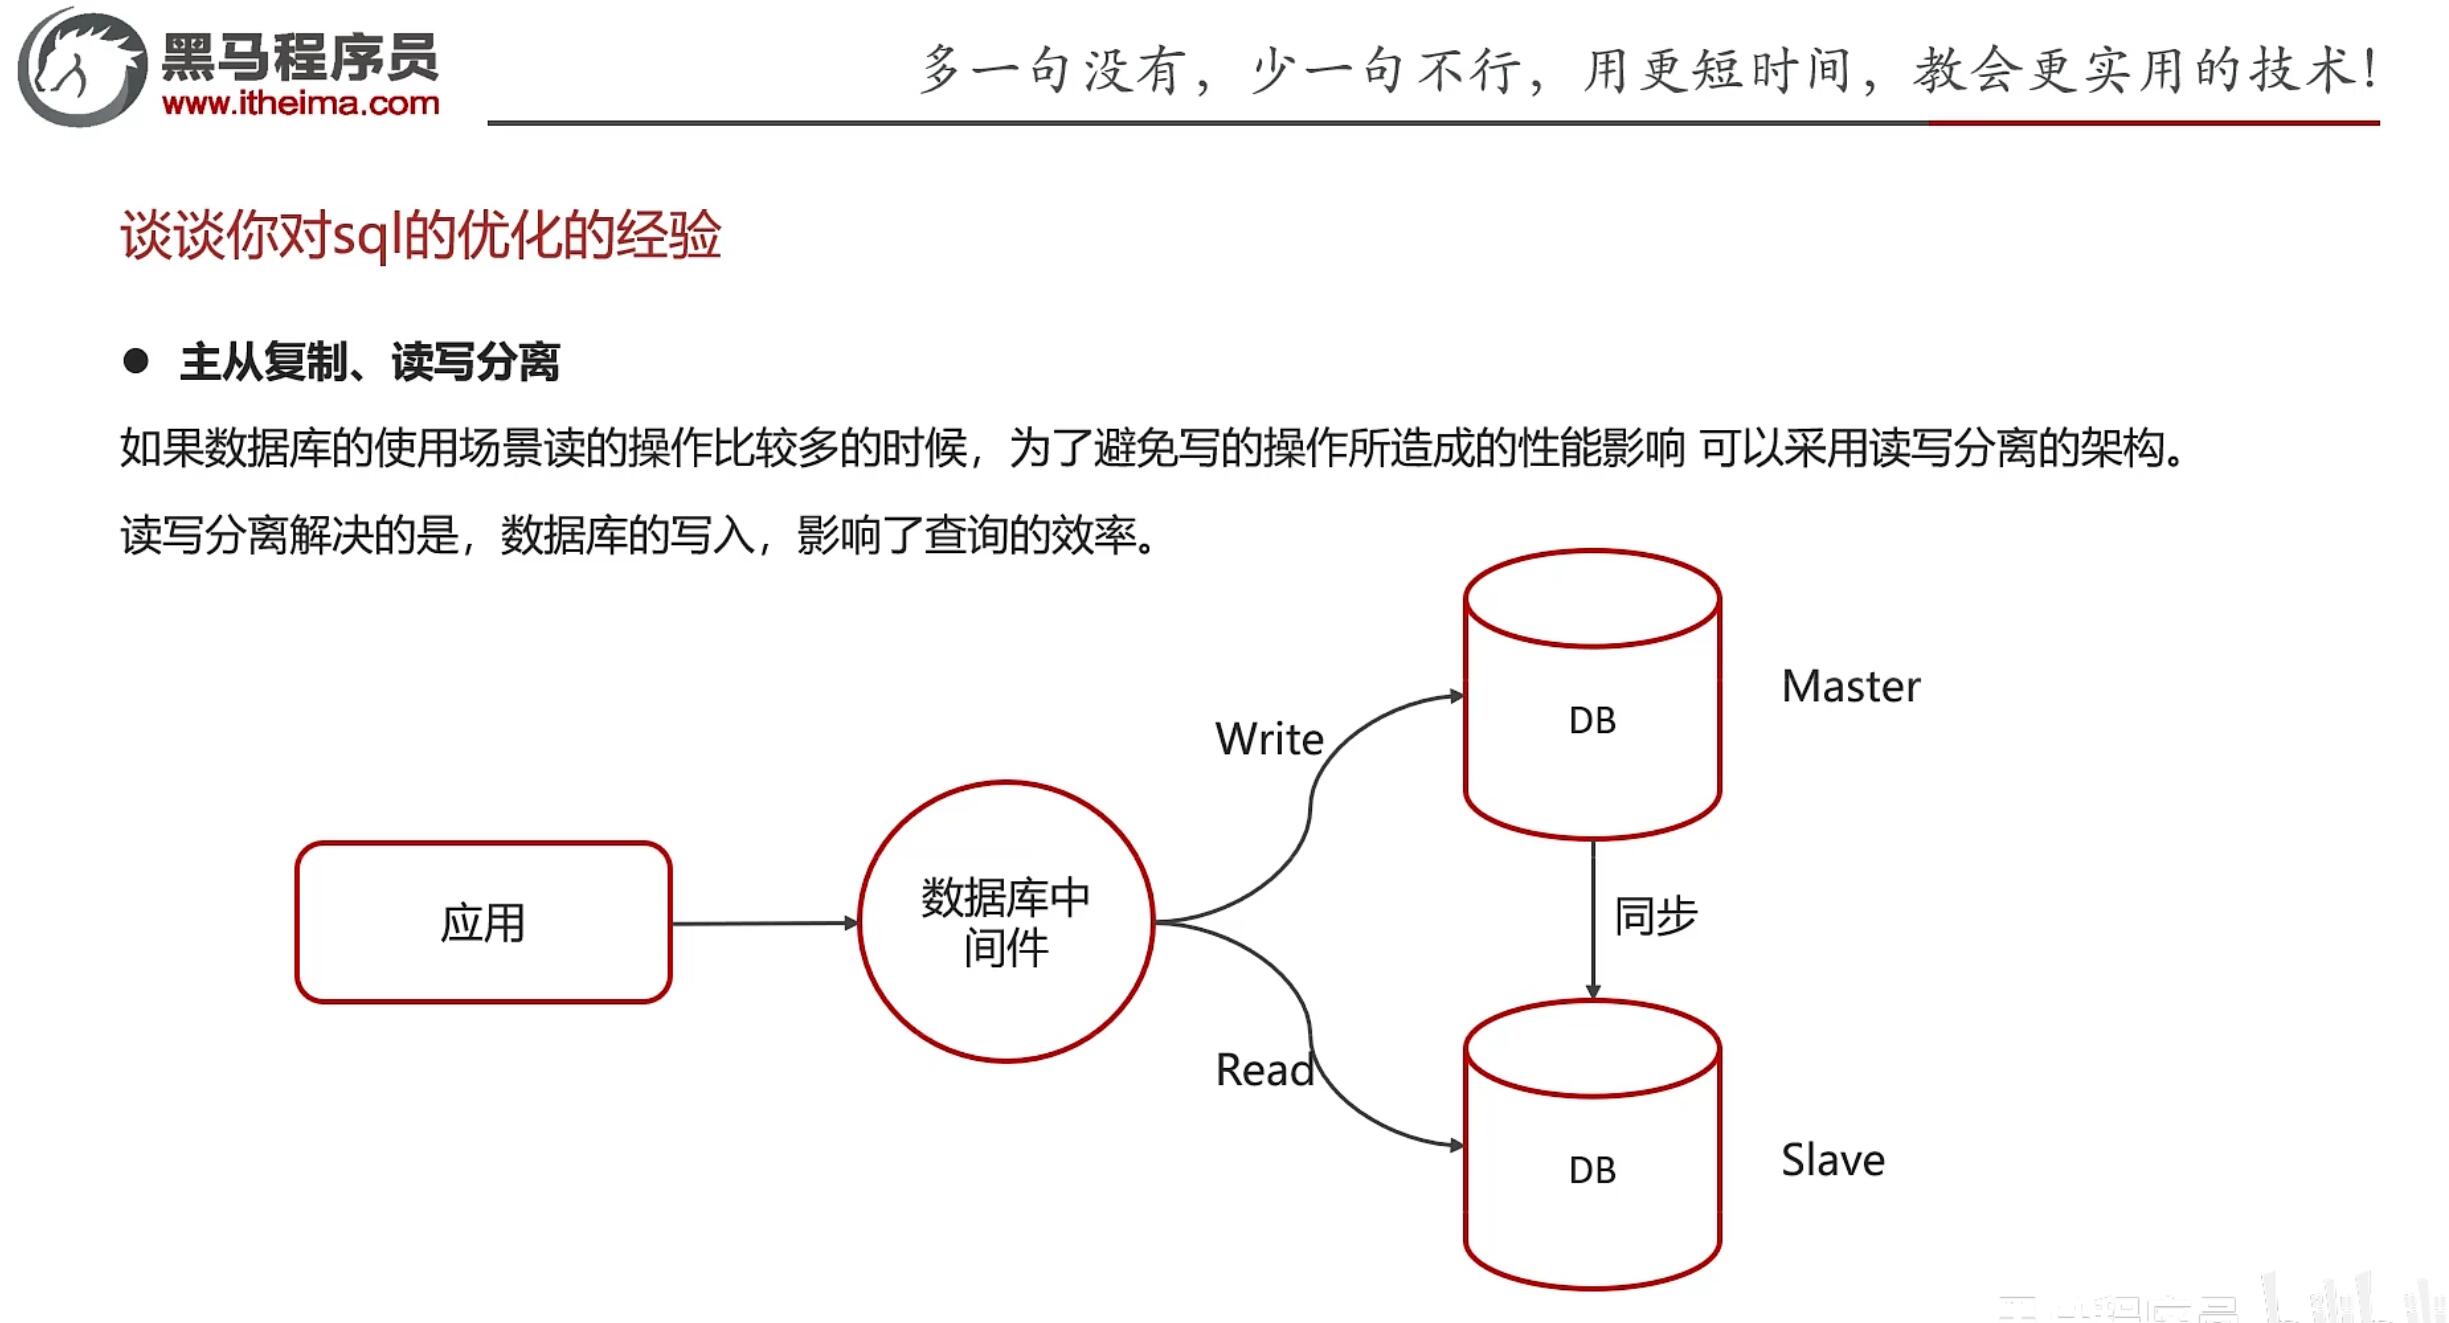 黑马程序员
www.itheima.com
多一句没有，少一句不行，用更短时间，教会更实用的技术！
谈谈你对sql的优化的经验
● 主从复制、读写分离
如果数据库的使用场景读的操作比较多的时候，为了避免写的操作所造成的性能影响 可以采用读写分离的架构。
读写分离解决的是，数据库的写入，影响了查询的效率。
Master
DB
Write
应用
数据库中
间件
同步
Read
DB
Slave